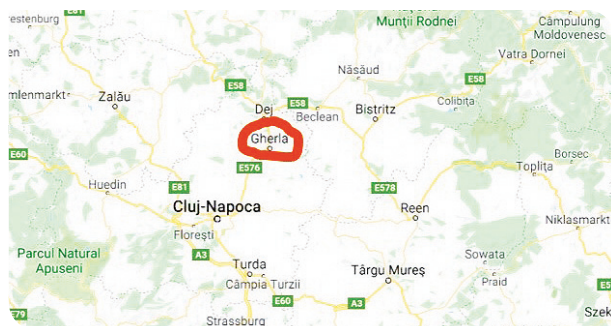 Munții Rodnei
Câmpulung
Moldovenesc
Vatra Dornei
Năsăud
E58
E58
Zalău
Dej
Beclean
Bistritz
Colibița
Gherla
E60
E576
Borsec
Toplița
Huedin
E81
E578
Cluj-Napoca
Reen
Florești
Niklasmarkt
Parcul Natural
Apuseni
A3
Sowata
Turda
Târgu Mureș
Praid
Câmpia Turzii
E60
A3
E79
Strassburg